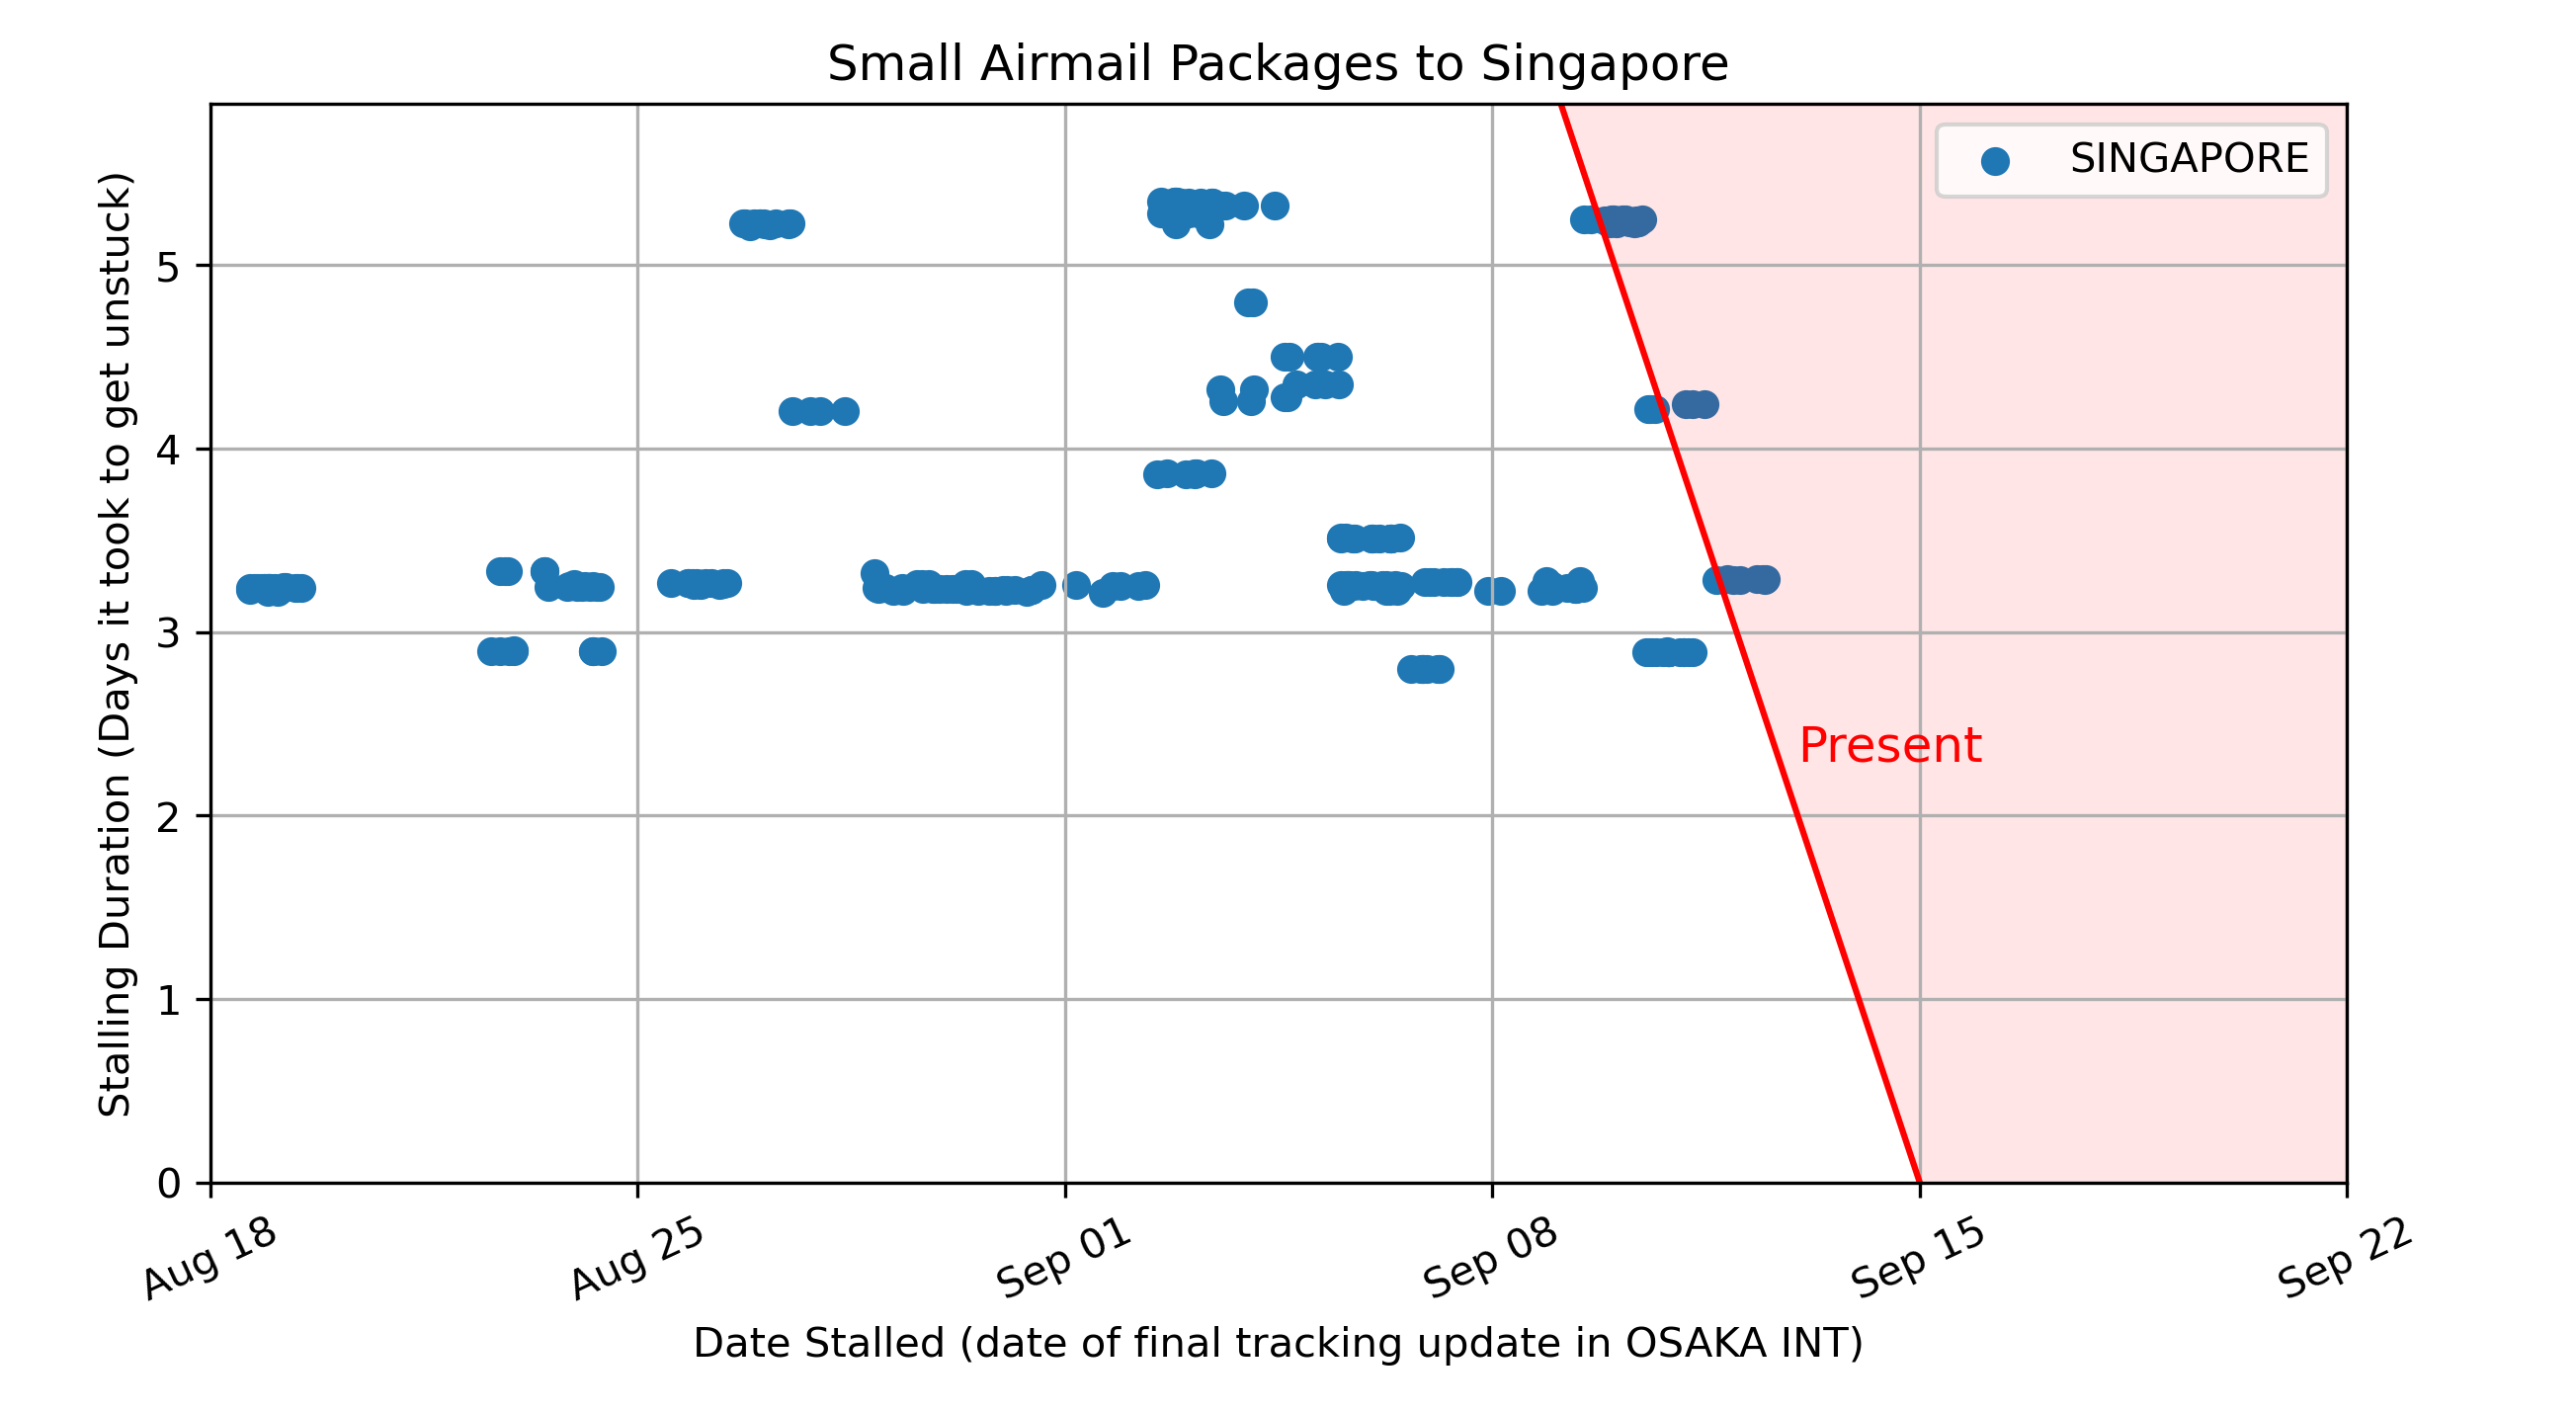 Small Airmail Packages to Singapore
SINGAPORE
Stalling Duration (Days it took to get unstuck)
5
4
3
2
1
0
Present
Aug 18
Aug 25
Sep 01
Sep 08
Sep 15
Sep 22
Date Stalled (date of final tracking update in OSAKA INT)